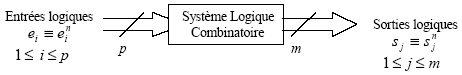 Entrées logiques
e_i ≡ e_i^n
1 ≤ i ≤ p
p
Système Logique
Combinatoire
m
Sorties logiques
s_j ≡ s_j^n
1 ≤ j ≤ m